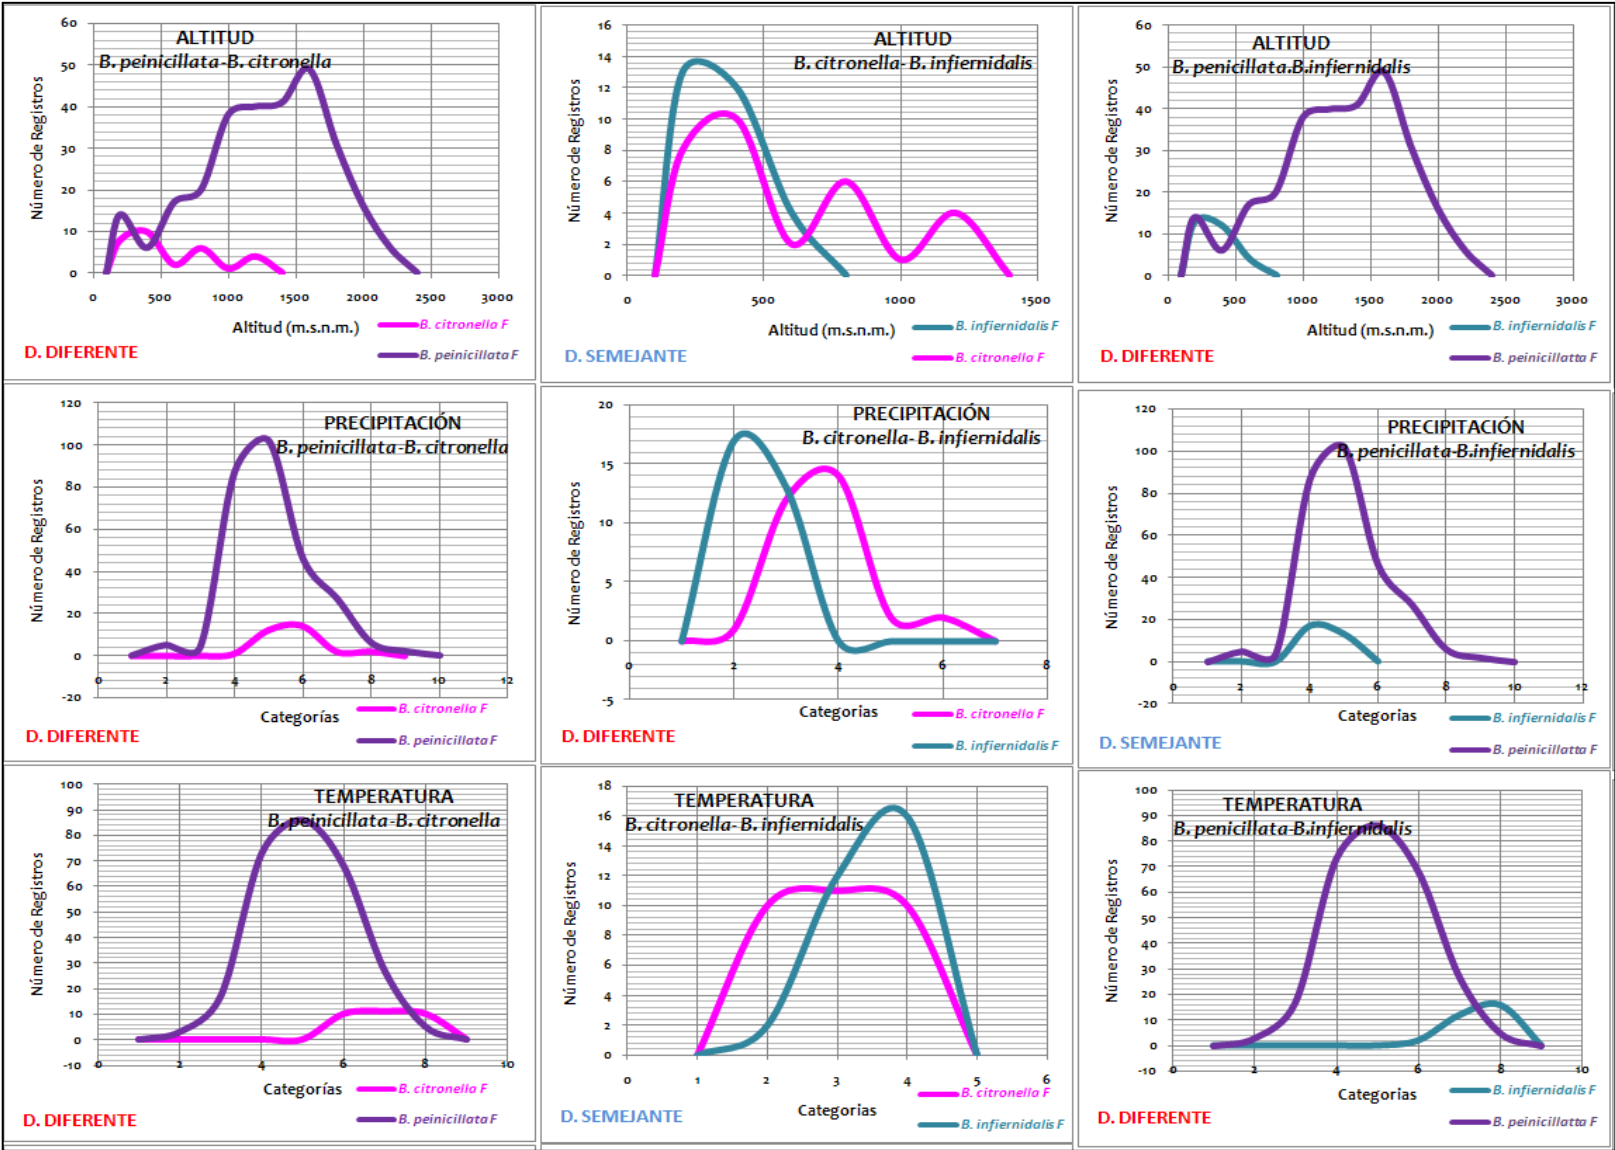 ALTITUD
B. peinicillata-B. citronella
60
50
40
30
20
10
0
0 500 1000 1500 2000 2500 3000
Número de Registros
Altitud (m.s.n.m.)
B. citronella F
B. peinicillata F
D. DIFERENTE
ALTITUD
B. citronella- B. infiernidalis
16
14
12
10
8
6
4
2
0
0 500 1000 1500
Número de Registros
Altitud (m.s.n.m.)
B. infiernidalis F
B. citronella F
D. SEMEJANTE
ALTITUD
B. penicillata.B.infiernidalis
60
50
40
30
20
10
0
0 500 1000 1500 2000 2500 3000
Número de Registros
Altitud (m.s.n.m.)
B. infiernidalis F
B. peinicillatta F
D. DIFERENTE
PRECIPITACIÓN
B. peinicillata-B. citronella
120
100
80
60
40
20
0
-20
0 2 4 6 8 10 12
Número de Registros
Categorías
B. citronella F
B. peinicillata F
D. DIFERENTE
PRECIPITACIÓN
B. citronella- B. infiernidalis
20
15
10
5
0
-5
0 2 4 6 8
Número de Registros
Categorias
B. citronella F
B. infiernidalis F
D. DIFERENTE
PRECIPITACIÓN
B. penicillata-B.infiernidalis
120
100
80
60
40
20
0
-20
0 2 4 6 8 10 12
Número de Registros
Categorias
B. infiernidalis F
B. peinicillatta F
D. SEMEJANTE
TEMPERATURA
B. peinicillata-B. citronella
100
90
80
70
60
50
40
30
20
10
0
-10
0 2 4 6 8 10
Número de Registros
Categorías
B. citronella F
B. peinicillata F
D. DIFERENTE
TEMPERATURA
B. citronella- B. infiernidalis
18
16
14
12
10
8
6
4
2
0
0 1 2 3 4 5 6
Número de Registros
Categorias
B. citronella F
B. infiernidalis F
D. SEMEJANTE
TEMPERATURA
B. penicillata-B.infiernidalis
100
90
80
70
60
50
40
30
20
10
0
-10
0 2 4 6 8 10
Número de Registros
Categorias
B. infiernidalis F
B. peinicillatta F
D. DIFERENTE